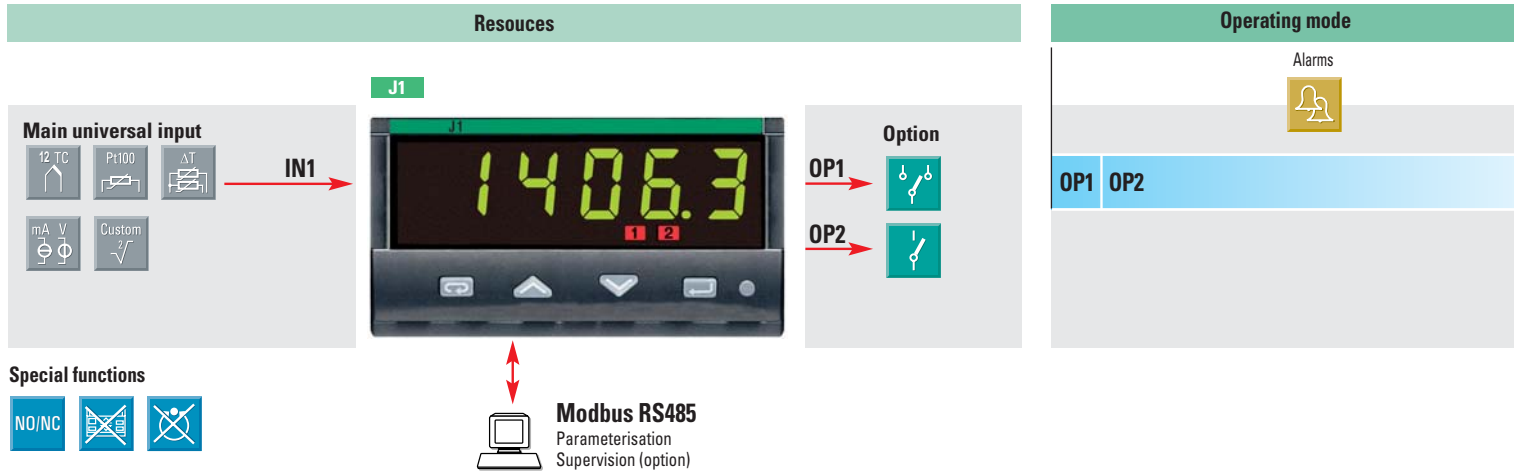 Resouces
Operating mode
Alarms
J1
Main universal input
12 TC
Pt100
ΔT
IN1
mA V
Custom
2√
J1
1406.3
1 2
OP1
OP2
Option
OP1 OP2
Special functions
NO/NC
Modbus RS485
Parameterisation
Supervision (option)